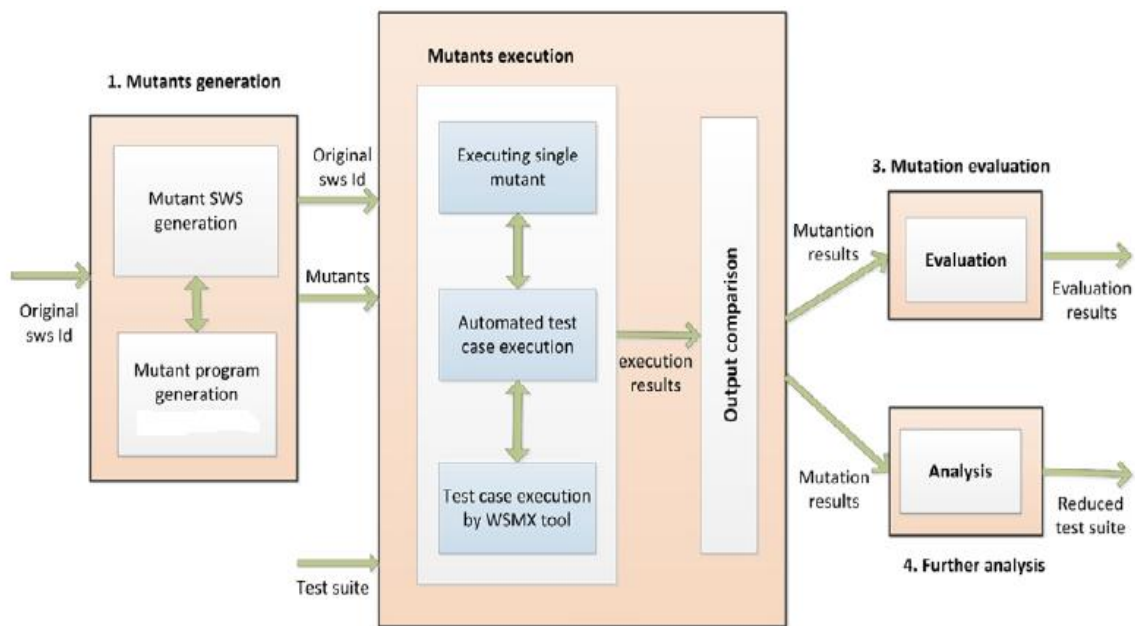 1. Mutants generation
Original
sws Id
Mutant SWS
generation
Mutant program
generation
Original
sws Id
Mutants
Test suite
Mutants execution
Executing single
mutant
Automated test
case execution
Test case execution
by WSMX tool
execution
results
Output comparison
Mutantion
results
Mutation
results
3. Mutation evaluation
Evaluation
Evaluation
results
Analysis
Reduced
test suite
4. Further analysis